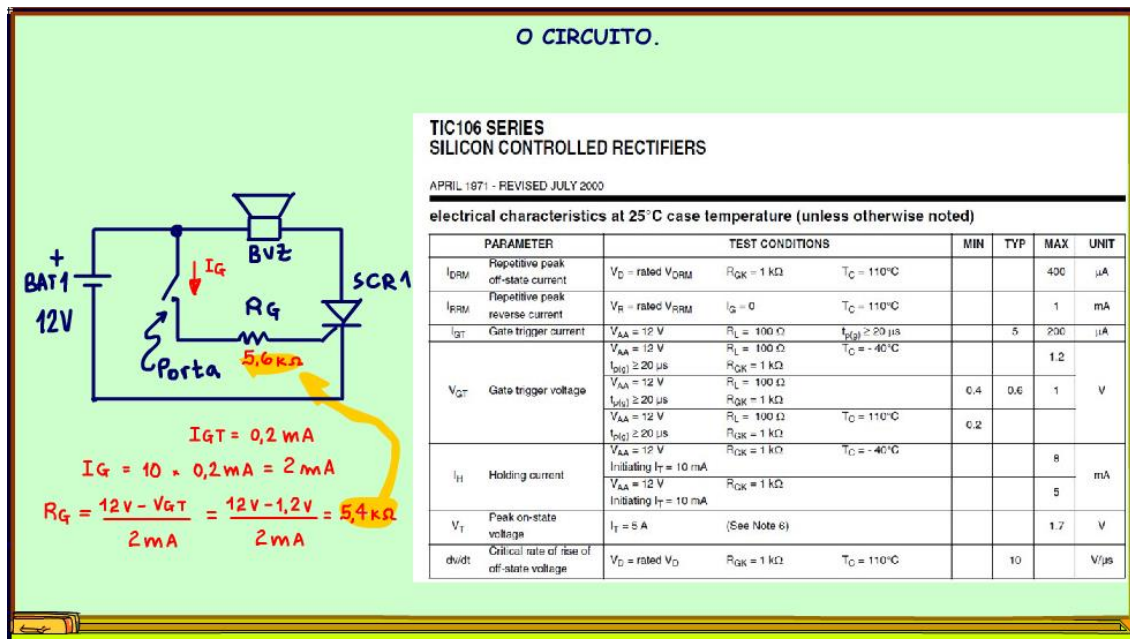 O CIRCUITO.
TIC106 SERIES
SILICON CONTROLLED RECTIFIERS
APRIL 1971 - REVISED JULY 2000
electrical characteristics at 25°C case temperature (unless otherwise noted)
PARAMETER TEST CONDITIONS MIN TYP MAX UNIT
IDRM Repetitive peak off-state current VD = rated VDRM RGK = 1 kΩ TC = 110°C 400 µA
IRRM Repetitive peak reverse current VR = rated VRRM IG = 0 TC = 110°C 1 mA
IGT Gate trigger current VAA = 12 V RL = 100 Ω tp(g) ≥ 20 µs 5 200 µA
VGT Gate trigger voltage V
VAA = 12 V RL = 100 Ω TC = - 40°C
tp(g) ≥ 20 µs RGK = 1 kΩ 1.2
VAA = 12 V RL = 100 Ω
tp(g) ≥ 20 µs RGK = 1 kΩ 0.4 0.6 1
VAA = 12 V RL = 100 Ω TC = 110°C
tp(g) ≥ 20 µs RGK = 1 kΩ 0.2
IH Holding current mA
VAA = 12 V RGK = 1 kΩ TC = - 40°C
Initiating IT = 10 mA 8
VAA = 12 V RGK = 1 kΩ
Initiating IT = 10 mA 5
VT Peak on-state voltage IT = 5 A (See Note 6) 1.7 V
dv/dt Critical rate of rise of off-state voltage VD = rated VD RGK = 1 kΩ TC = 110°C 10 V/µs
BVZ
+
BAT1
12V
IG
SCR1
RG
5,6KΩ
Porta
IGT = 0,2 mA
IG = 10 × 0,2mA = 2mA
RG = 12V - VGT / 2mA = 12V - 1,2V / 2mA = 5,4KΩ